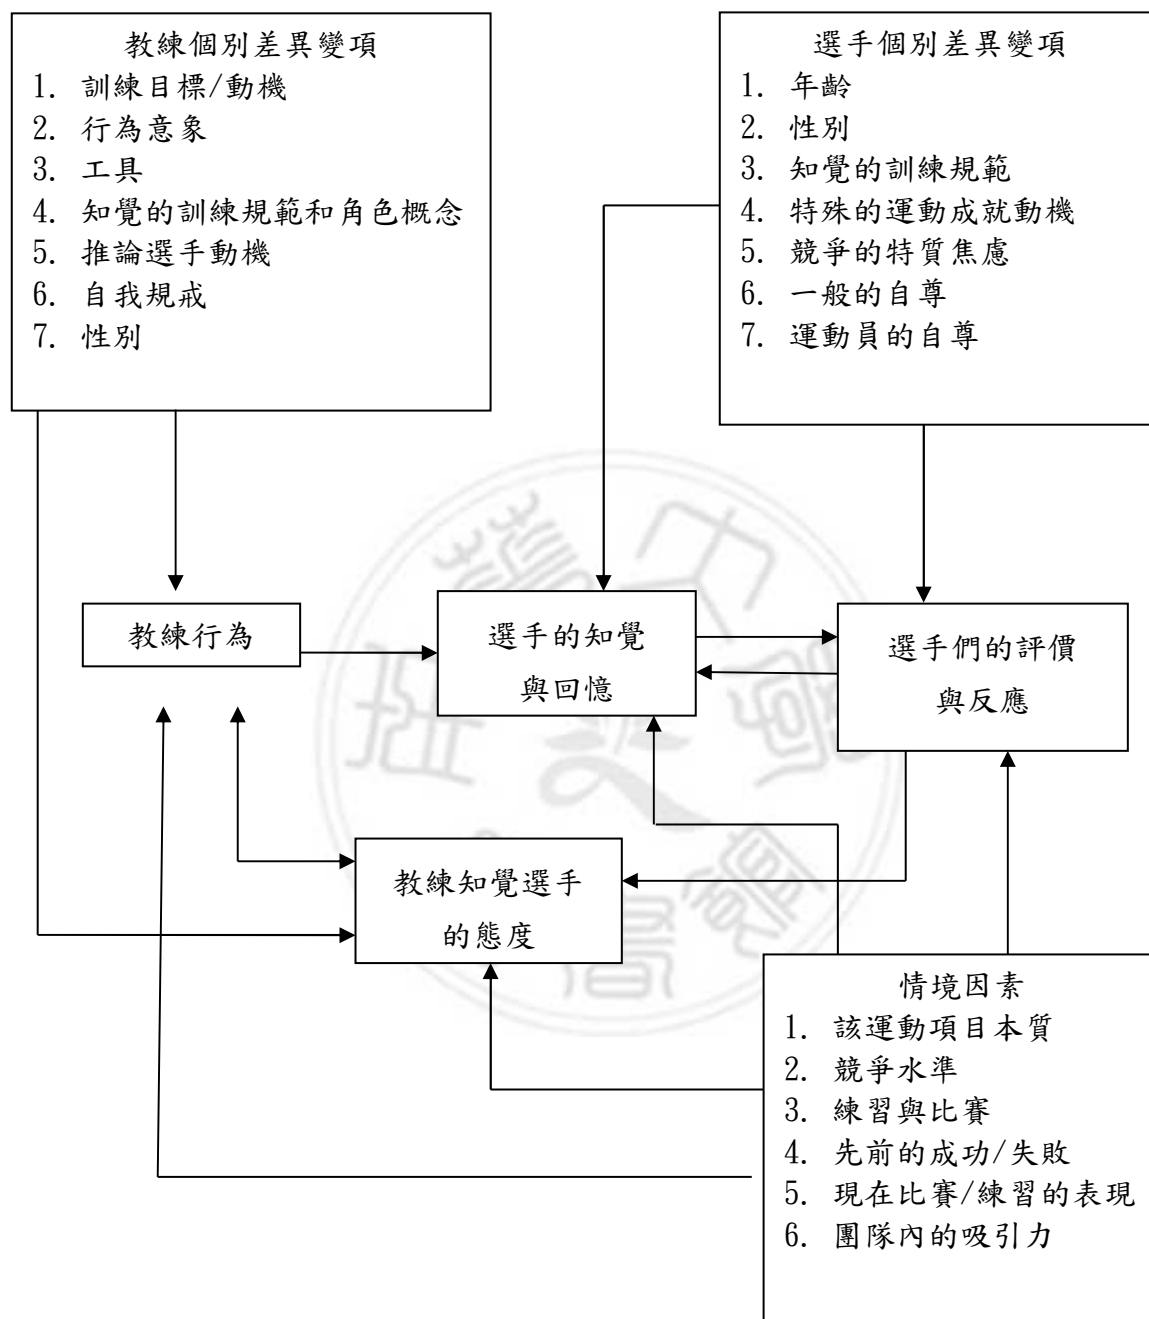 教練個別差異變項
1. 訓練目標/動機
2. 行為意象
3. 工具
4. 知覺的訓練規範和角色概念
5. 推論選手動機
6. 自我規戒
7. 性別
選手個別差異變項
1. 年齡
2. 性別
3. 知覺的訓練規範
4. 特殊的運動成就動機
5. 競爭的特質焦慮
6. 一般的自尊
7. 運動員的自尊
教練行為
選手的知覺
與回憶
選手們的評價
與反應
教練知覺選手
的態度
情境因素
1. 該運動項目本質
2. 競爭水準
3. 練習與比賽
4. 先前的成功/失敗
5. 現在比賽/練習的表現
6. 團隊內的吸引力